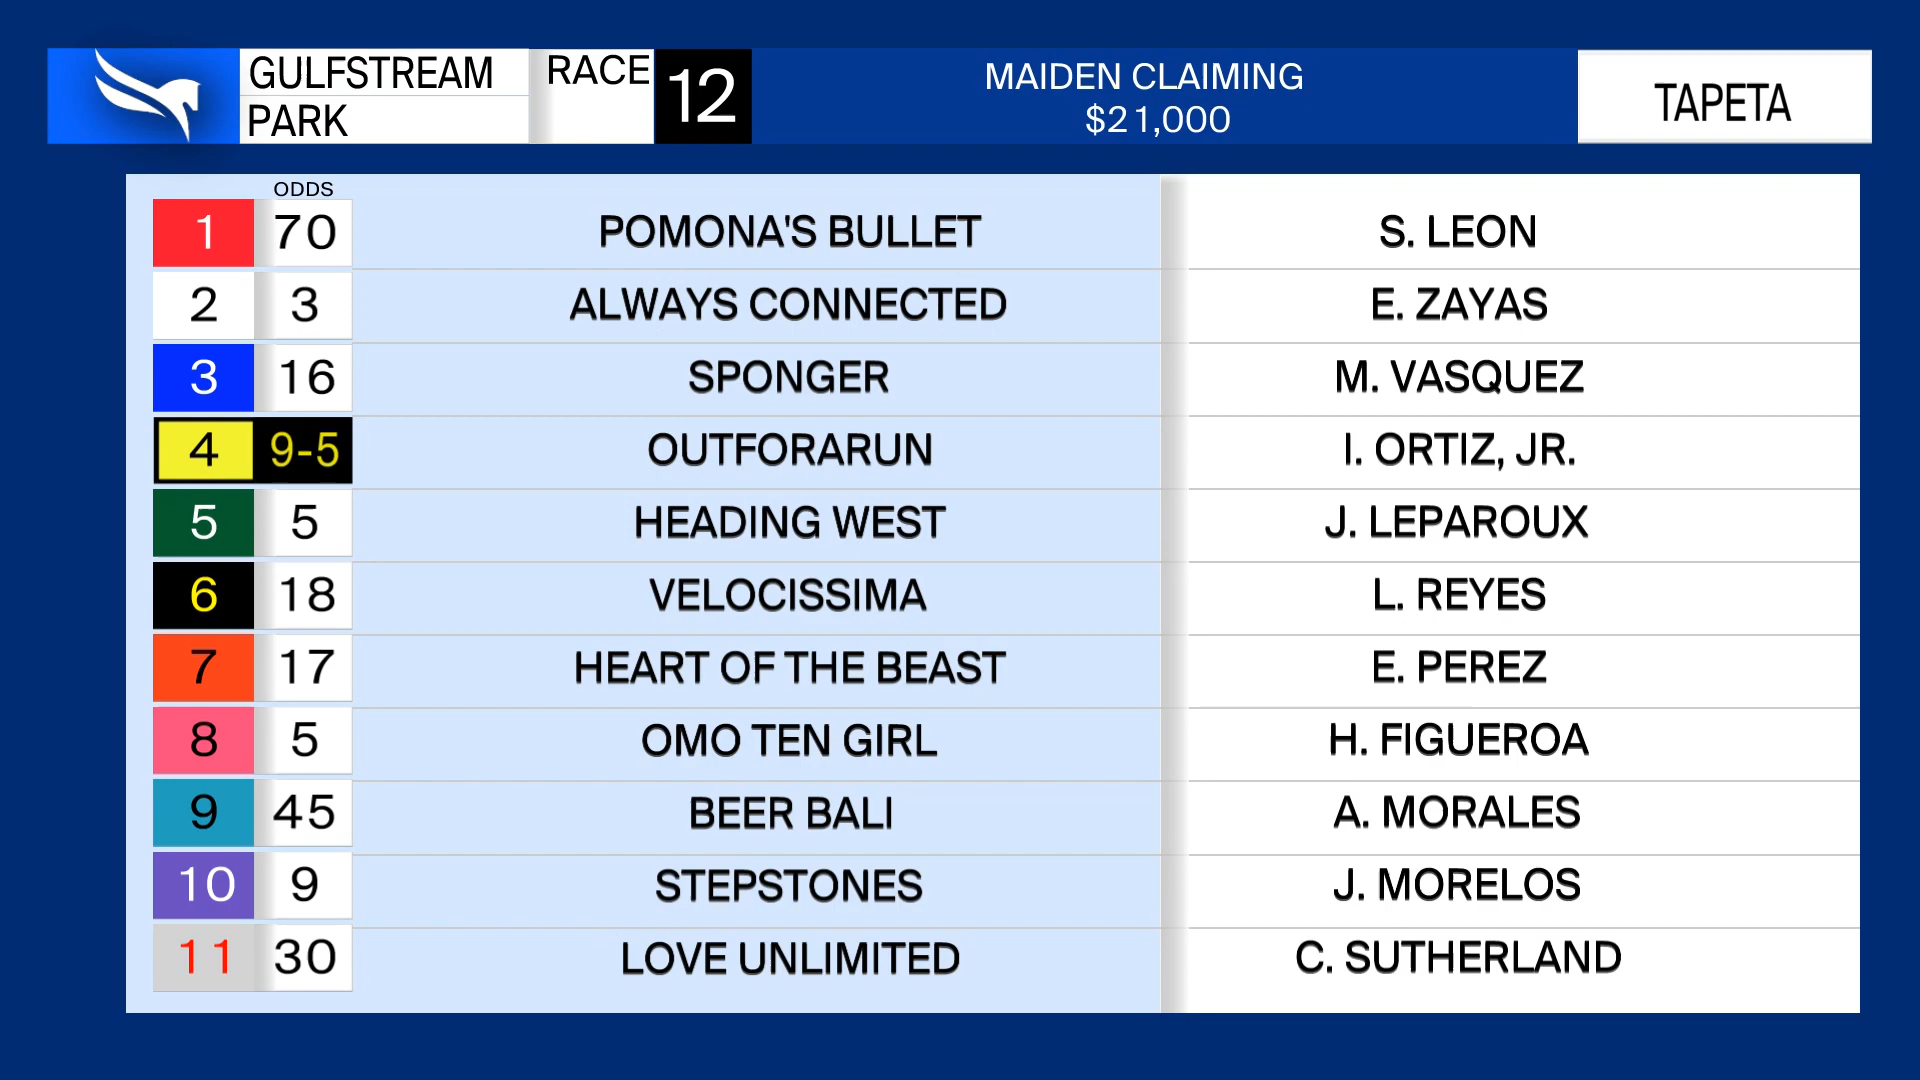 GULFSTREAM PARK
RACE 12
MAIDEN CLAIMING
$21,000
TAPETA
ODDS
1 70 POMONA'S BULLET S. LEON
2 3 ALWAYS CONNECTED E. ZAYAS
3 16 SPONGER M. VASQUEZ
4 9-5 OUTFORARUN I. ORTIZ, JR.
5 5 HEADING WEST J. LEPAROUX
6 18 VELOCISSIMA L. REYES
7 17 HEART OF THE BEAST E. PEREZ
8 5 OMO TEN GIRL H. FIGUEROA
9 45 BEER BALI A. MORALES
10 9 STEPSTONES J. MORELOS
11 30 LOVE UNLIMITED C. SUTHERLAND